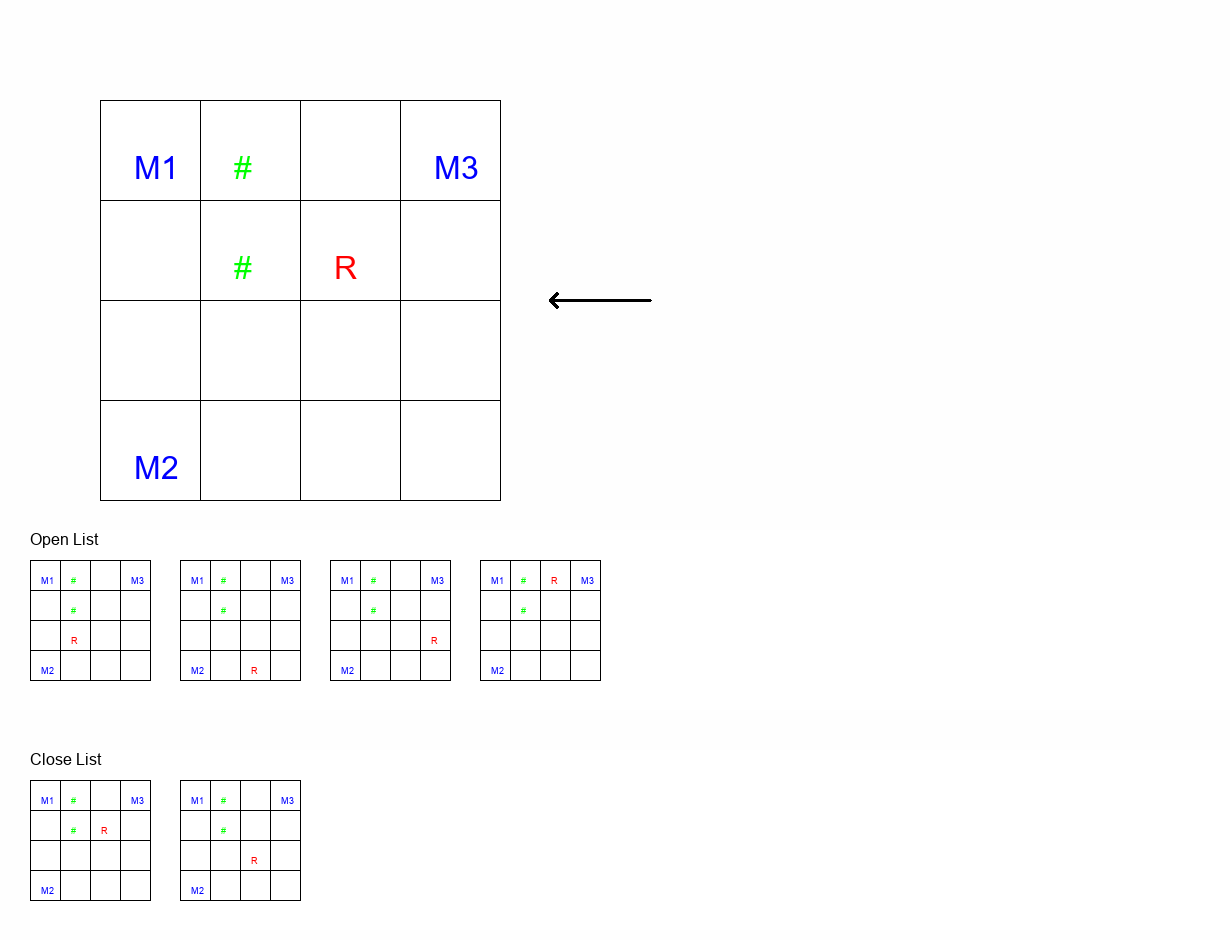 M1 # M3
# R
M2
Open List
M1 # M3 M1 # M3 M1 # M3 M1 # R M3
# # # #
R R
M2 M2 R M2 M2
Close List
M1 # M3 M1 # M3
# R #
R
M2 M2